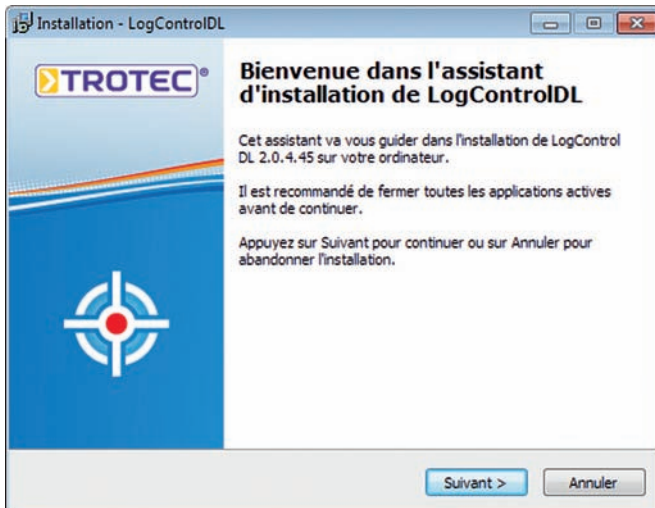 Installation - LogControlDL
TROTEC®
Bienvenue dans l'assistant
d'installation de LogControlDL
Cet assistant va vous guider dans l'installation de LogControl
DL 2.0.4.45 sur votre ordinateur.
Il est recommandé de fermer toutes les applications actives
avant de continuer.
Appuyez sur Suivant pour continuer ou sur Annuler pour
abandonner l'installation.
Suivant >
Annuler